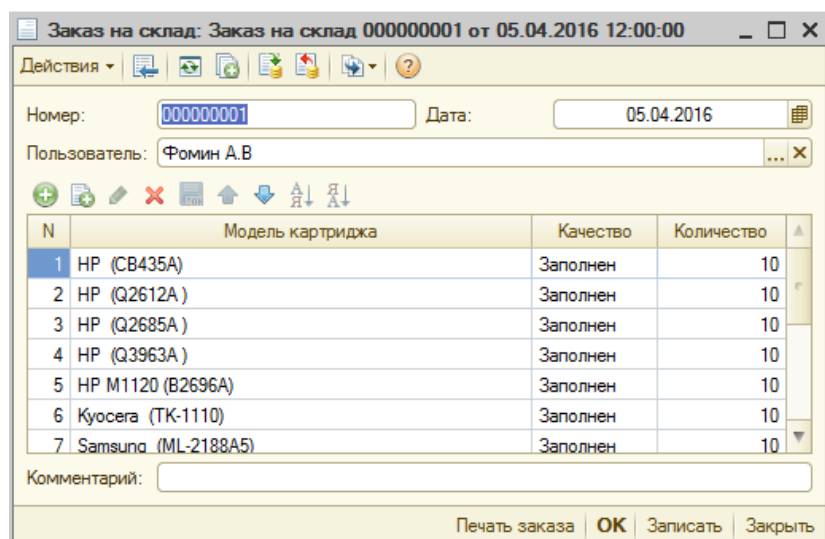 Заказ на склад: Заказ на склад 000000001 от 05.04.2016 12:00:00
Действия
Номер: 000000001 Дата: 05.04.2016
Пользователь: Фомин А.В
N Модель картриджа Качество Количество
1 HP (CB435A) Заполнен 10
2 HP (Q2612A ) Заполнен 10
3 HP (Q2685A ) Заполнен 10
4 HP (Q3963A ) Заполнен 10
5 HP M1120 (B2696A) Заполнен 10
6 Kyocera (TK-1110) Заполнен 10
7 Samsung (ML-2188A5) Заполнен 10
Комментарий:
Печать заказа OK Записать Закрыть